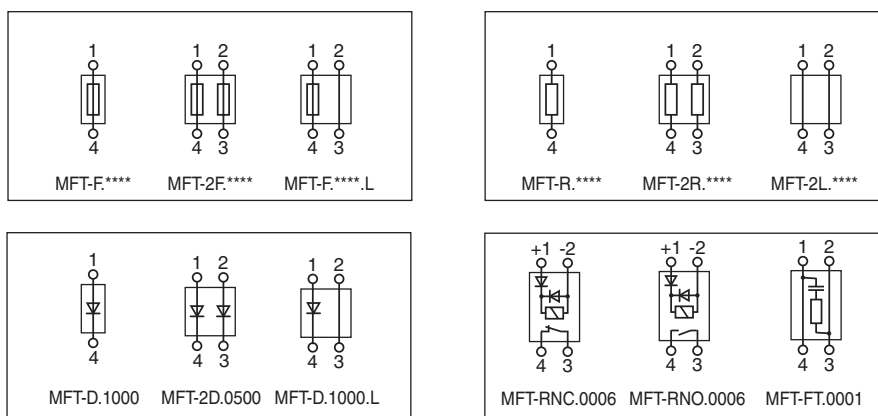 1 1 2 1 2
4 4 3 4 3
MFT-F.**** MFT-2F.**** MFT-F.****.L
1 1 2 1 2
4 4 3 4 3
MFT-R.**** MFT-2R.**** MFT-2L.****
1 1 2 1 2
4 4 3 4 3
MFT-D.1000 MFT-2D.0500 MFT-D.1000.L
+1 -2 +1 -2 1 2
4 3 4 3 4 3
MFT-RNC.0006 MFT-RNO.0006 MFT-FT.0001